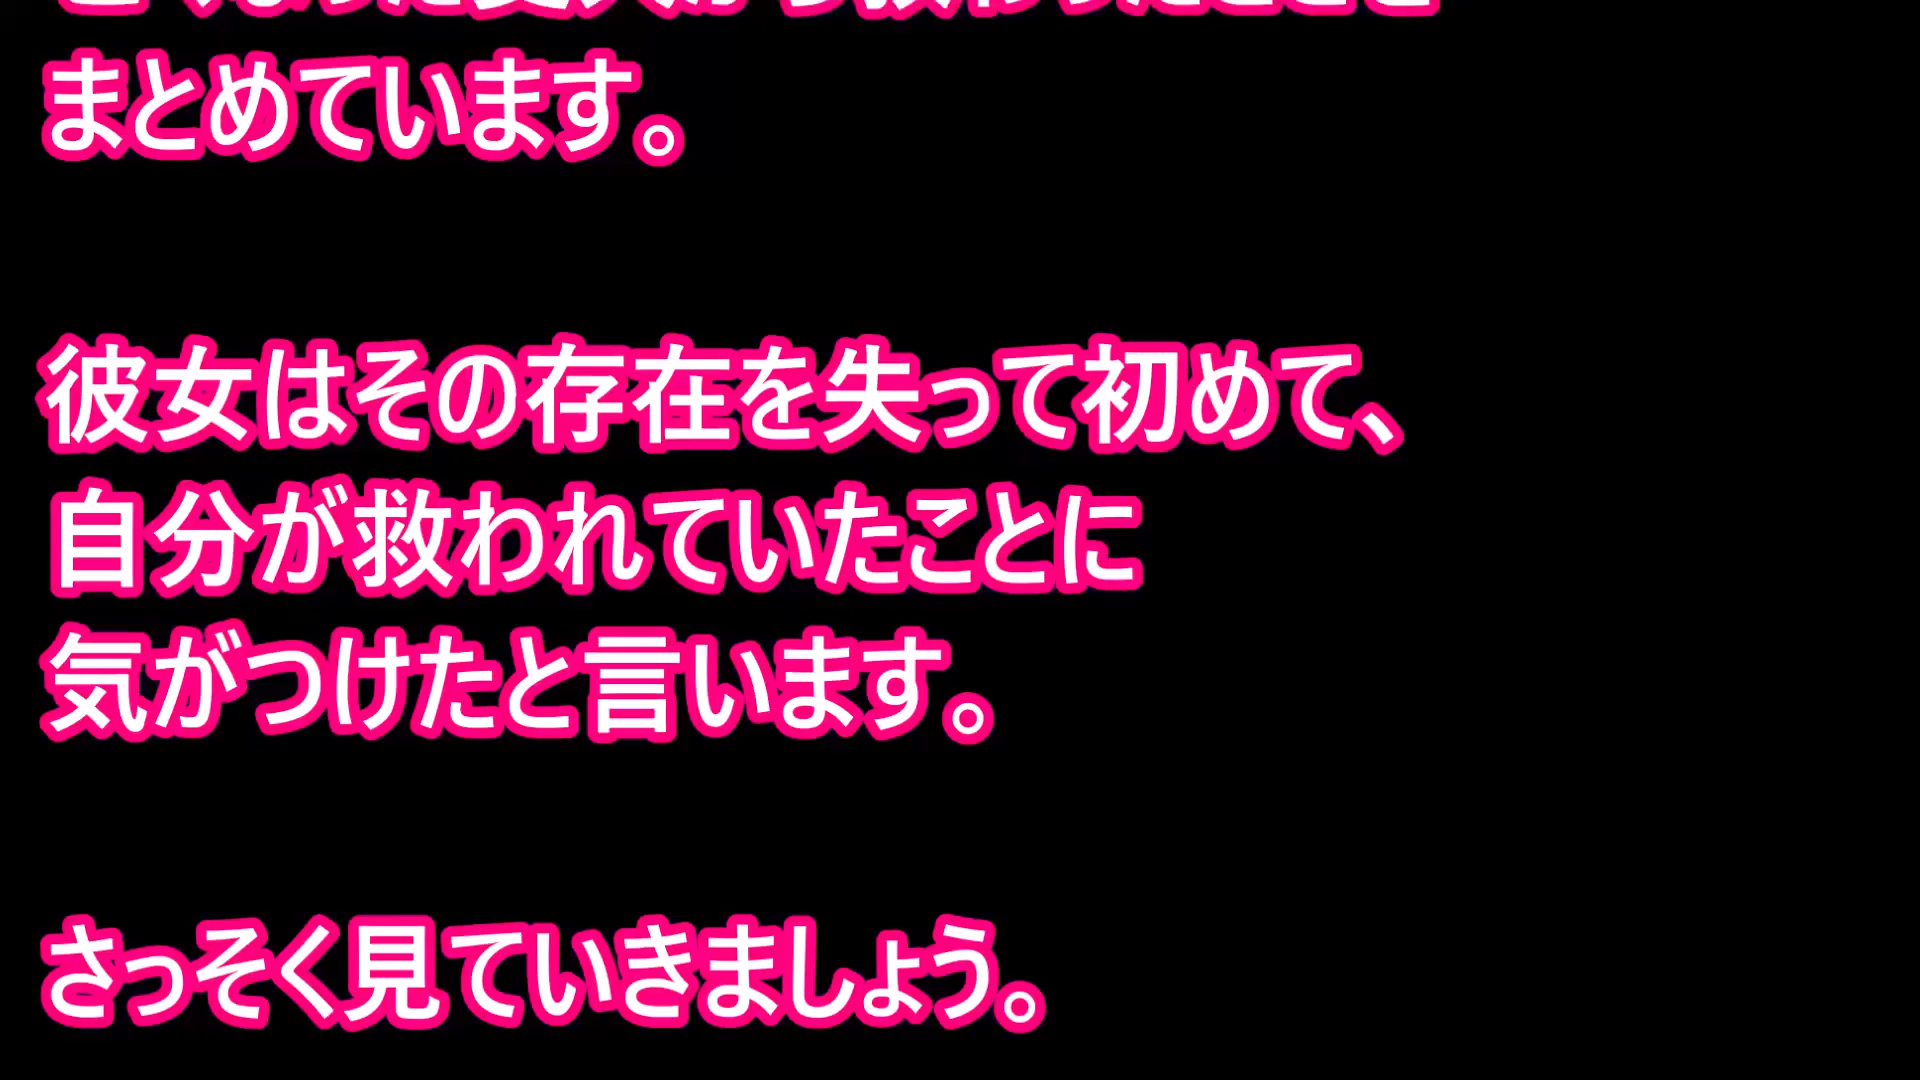 まとめています。
彼女はその存在を失って初めて、
自分が救われていたことに
気がつけたと言います。
さっそく見ていきましょう。